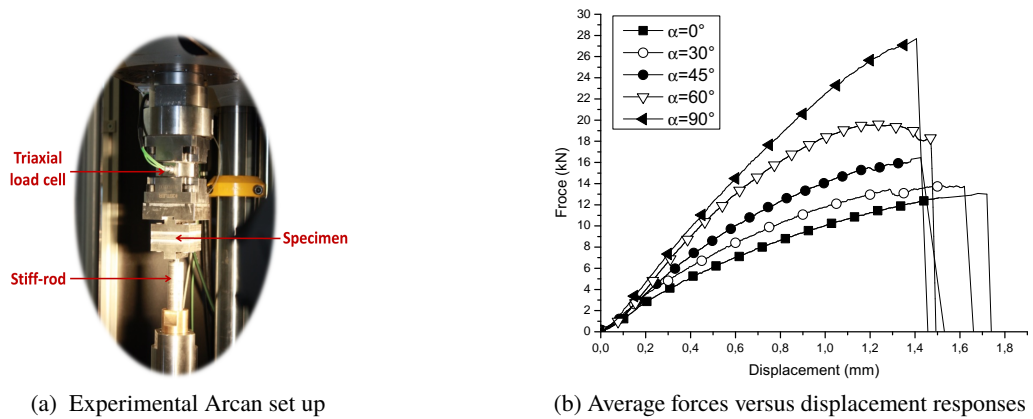 Triaxial
load cell
Specimen
Stiff-rod
(a) Experimental Arcan set up
30
28
26
24
22
20
18
16
14
12
10
8
6
4
2
0
Froce (kN)
α=0°
α=30°
α=45°
α=60°
α=90°
0,0 0,2 0,4 0,6 0,8 1,0 1,2 1,4 1,6 1,8
Displacement (mm)
(b) Average forces versus displacement responses